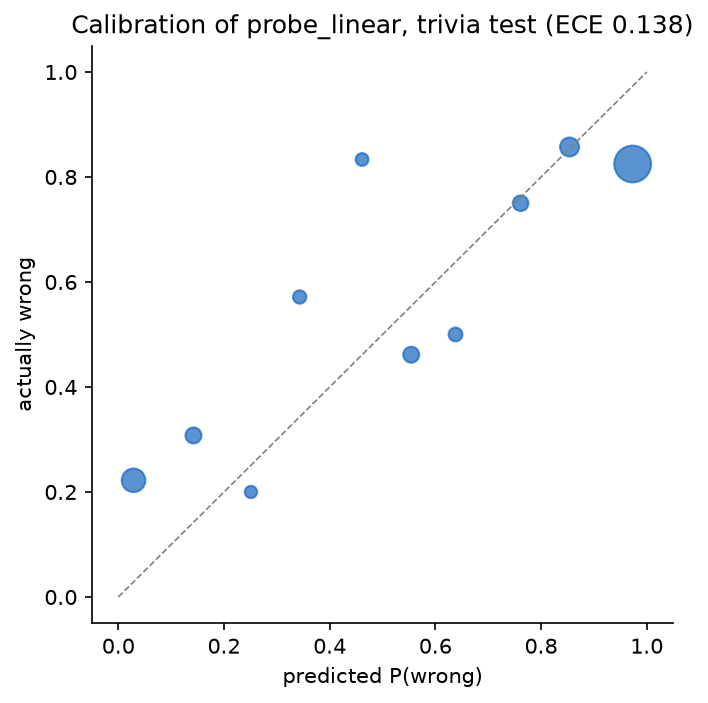 Calibration of probe_linear, trivia test (ECE 0.138)
1.0
0.8
0.6
0.4
0.2
0.0
actually wrong
0.0 0.2 0.4 0.6 0.8 1.0
predicted P(wrong)